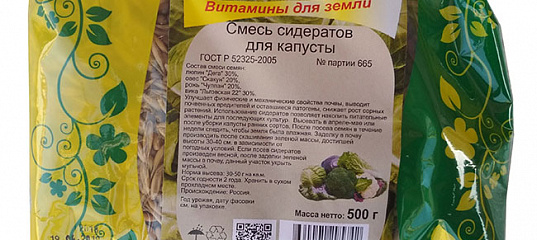 Витамины для земли
Смесь сидератов
для капусты
ГОСТ Р 52325-2005
№ партии 665
Состав смеси семян:
люпин "Дега" 30%,
овес "Скакун" 20%,
рожь "Чулпан" 20%,
вика "Льговская 22" 30%.
Улучшает физические и механические свойства почвы, выводит
почвенных вредителей и оставшиеся патогены, снижает рост сорных
растений. Использование сидератов позволяет накопить питательные
элементы для последующих культур. Высевать в апреле-мае или
после уборки капусты ранних сортов. После посева семян в течение
недели следить, чтобы земля была влажная. Заделку в почву
производить после скашивания зеленой массы, достигшей
высоты 30-40 см, в зависимости от
погодных условий. Если посев сидератов
произведен весной, после заделки зеленой
массы в почву, данный участок укрыть
мульчой.
Норма высева: 30-50 г на кв.м.
Срок годности 2 года. Хранить в сухом
прохладном месте.
Происхождение: Россия.
Год урожая, дату фасовки
см. на упаковке.
Масса нетто: 500 г